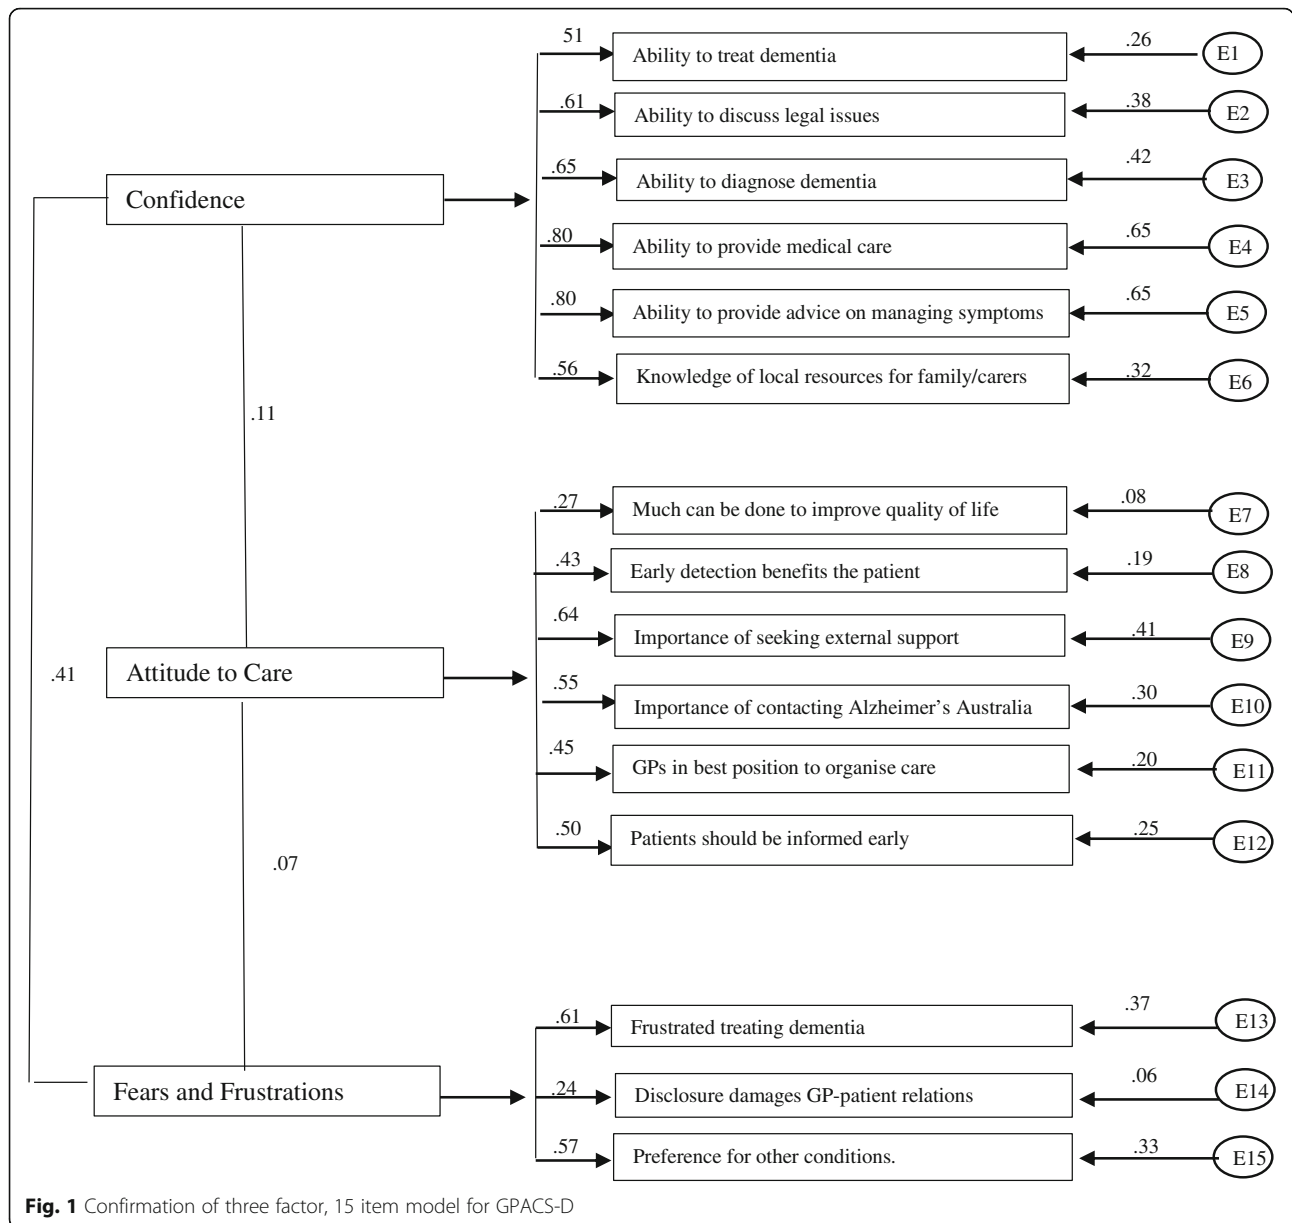 51 Ability to treat dementia .26 E1
.61 Ability to discuss legal issues .38 E2
.65 Ability to diagnose dementia .42 E3
Confidence
.80 Ability to provide medical care .65 E4
.80 Ability to provide advice on managing symptoms .65 E5
.56 Knowledge of local resources for family/carers .32 E6
.11
.27 Much can be done to improve quality of life .08 E7
.43 Early detection benefits the patient .19 E8
.64 Importance of seeking external support .41 E9
.41 Attitude to Care
.55 Importance of contacting Alzheimer's Australia .30 E10
.45 GPs in best position to organise care .20 E11
.50 Patients should be informed early .25 E12
.07
.61 Frustrated treating dementia .37 E13
Fears and Frustrations
.24 Disclosure damages GP-patient relations .06 E14
.57 Preference for other conditions. .33 E15
Fig. 1 Confirmation of three factor, 15 item model for GPACS-D